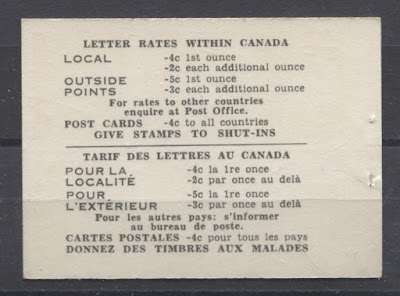 LETTER RATES WITHIN CANADA
LOCAL -4c 1st ounce
-2c each additional ounce
OUTSIDE -5c 1st ounce
POINTS -3c each additional ounce
For rates to other countries
enquire at Post Office.
POST CARDS -4c to all countries
GIVE STAMPS TO SHUT-INS
TARIF DES LETTRES AU CANADA
POUR LA -4c la 1re once
LOCALITÉ -2c par once au delà
POUR -5c la 1re once
L'EXTÉRIEUR -3c par once au delà
Pour les autres pays: s'informer
au bureau de poste.
CARTES POSTALES -4c pour tous les pays
DONNEZ DES TIMBRES AUX MALADES